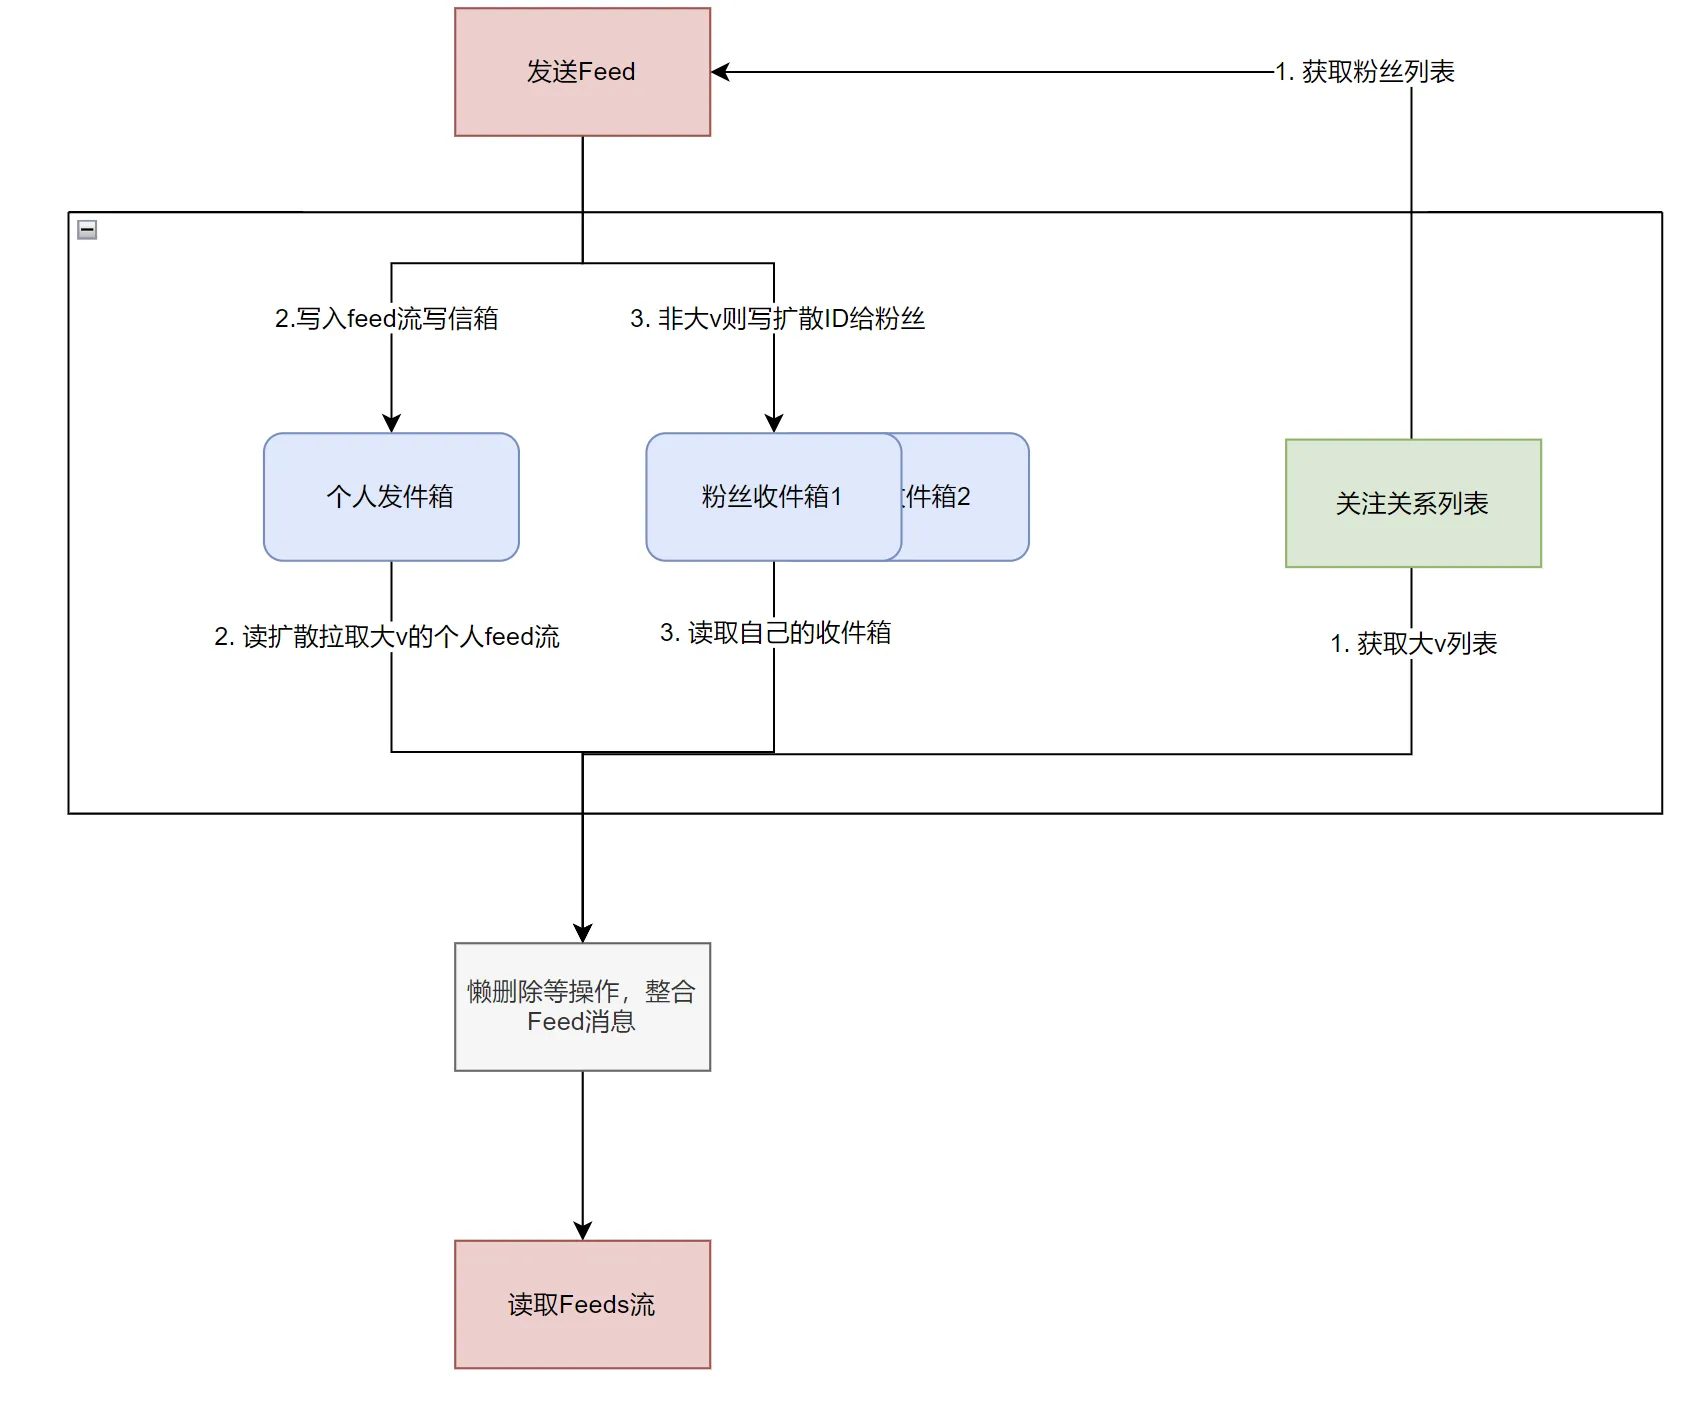 发送Feed
1. 获取粉丝列表
2.写入feed流写信箱
3. 非大v则写扩散ID给粉丝
个人发件箱
粉丝收件箱1
件箱2
关注关系列表
2. 读扩散拉取大v的个人feed流
3. 读取自己的收件箱
1. 获取大v列表
懒删除等操作，整合
Feed消息
读取Feeds流